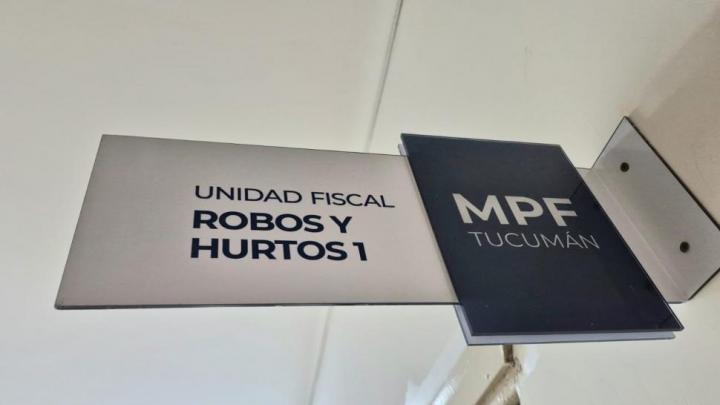 UNIDAD FISCAL
ROBOS Y
HURTOS 1
MPF
TUCUMÁN